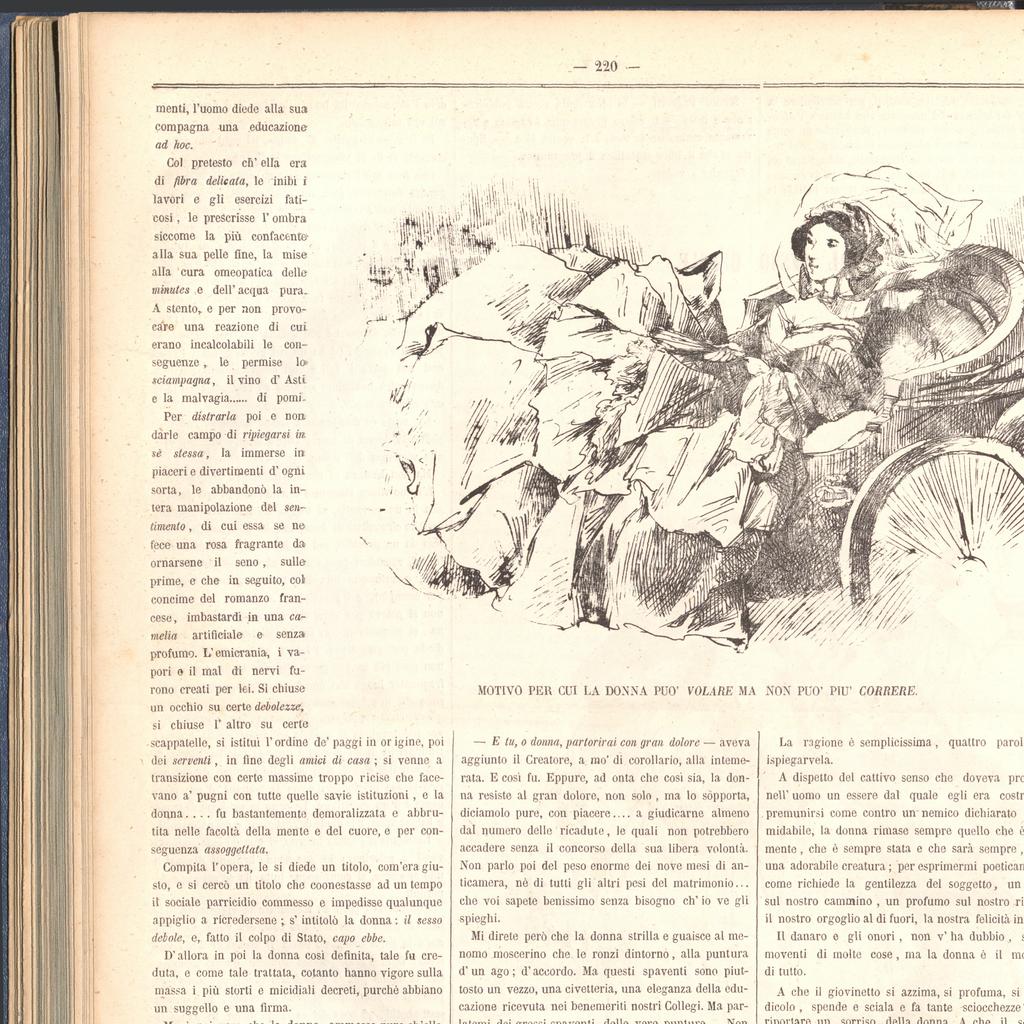 — 220 —
menti, l'uomo diede alla sua
compagna una educazione
ad hoc.
Col pretesto ch' ella era
di fibra delicata, le inibì i
lavori e gli esercizi fati-
cosi, le prescrisse l'ombra
siccome la più confacente
alla sua pelle fine, la mise
alla cura omeopatica delle
minutes e dell'acqua pura.
A stento, e per non provo-
care una reazione di cui
erano incalcolabili le con-
seguenze, le permise lo
sciampagna, il vino d'Asti
e la malvagia...... di pomi.
Per distrarla poi e non
darle campo di ripiegarsi in
sè stessa, la immerse in
piaceri e divertimenti d'ogni
sorta, le abbandonò la in-
tera manipolazione del sen-
timento, di cui essa se ne
fece una rosa fragrante da
ornarsene il seno, sulle
prime, e che in seguito, col
concime del romanzo fran-
cese, imbastardì in una ca-
melia artificiale e senza
profumo. L'emicrania, i va-
pori e il mal di nervi fu-
rono creati per lei. Si chiuse
un occhio su certe debolezze,
si chiuse l'altro su certe
scappatelle, si istituì l'ordine de' paggi in origine, poi
dei serventi, in fine degli amici di casa; si venne a
transizione con certe massime troppo ricise che face-
vano a' pugni con tutte quelle savie istituzioni, e la
donna.... fu bastantemente demoralizzata e abbru-
tita nelle facoltà della mente e del cuore, e per con-
seguenza assoggettata.
Compita l'opera, le si diede un titolo, com'era giu-
sto, e si cercò un titolo che coonestasse ad un tempo
il sociale parricidio commesso e impedisse qualunque
appiglio a ricredersene; s'intitolò la donna: il sesso
debole, e, fatto il colpo di Stato, capo ebbe.
D'allora in poi la donna così definita, tale fu cre-
duta, e come tale trattata, cotanto hanno vigore sulla
massa i più storti e micidiali decreti, purchè abbiano
un suggello e una firma.
MOTIVO PER CUI LA DONNA PUO' VOLARE MA NON PUO' PIU' CORRERE.
— E tu, o donna, partorirai con gran dolore — aveva
aggiunto il Creatore, a mo' di corollario, alla inteme-
rata. E così fu. Eppure, ad onta che così sia, la don-
na resiste al gran dolore, non solo, ma lo sopporta,
diciamolo pure, con piacere.... a giudicarne almeno
dal numero delle ricadute, le quali non potrebbero
accadere senza il concorso della sua libera volontà.
Non parlo poi del peso enorme dei nove mesi di an-
ticamera, nè di tutti gli altri pesi del matrimonio...
che voi sapete benissimo senza bisogno ch'io ve gli
spieghi.
Mi direte però che la donna strilla e guaisce al me-
nomo moscerino che le ronzi dintorno, alla puntura
d'un ago; d'accordo. Ma questi spaventi sono piut-
tosto un vezzo, una civetteria, una eleganza della edu-
cazione ricevuta nei benemeriti nostri Collegi. Ma par-
latemi dei grossi spaventi, delle vere punture... Non
La ragione è semplicissima, quattro parol
ispiegarvela.
A dispetto del cattivo senso che doveva pro
nell'uomo un essere dal quale egli era costr
premunirsi come contro un nemico dichiarato
midabile, la donna rimase sempre quello che è
mente, che è sempre stata e che sarà sempre,
una adorabile creatura; per esprimermi poetican
come richiede la gentilezza del soggetto, un
sul nostro cammino, un profumo sul nostro ri
il nostro orgoglio al di fuori, la nostra felicità in
Il danaro e gli onori, non v'ha dubbio, s
moventi di molte cose, ma la donna è il mo
di tutto.
A che il giovinetto si azzima, si profuma, si
dicolo, spende e sciala e fa tante sciocchezze
riportare un sorriso della donna. A che il